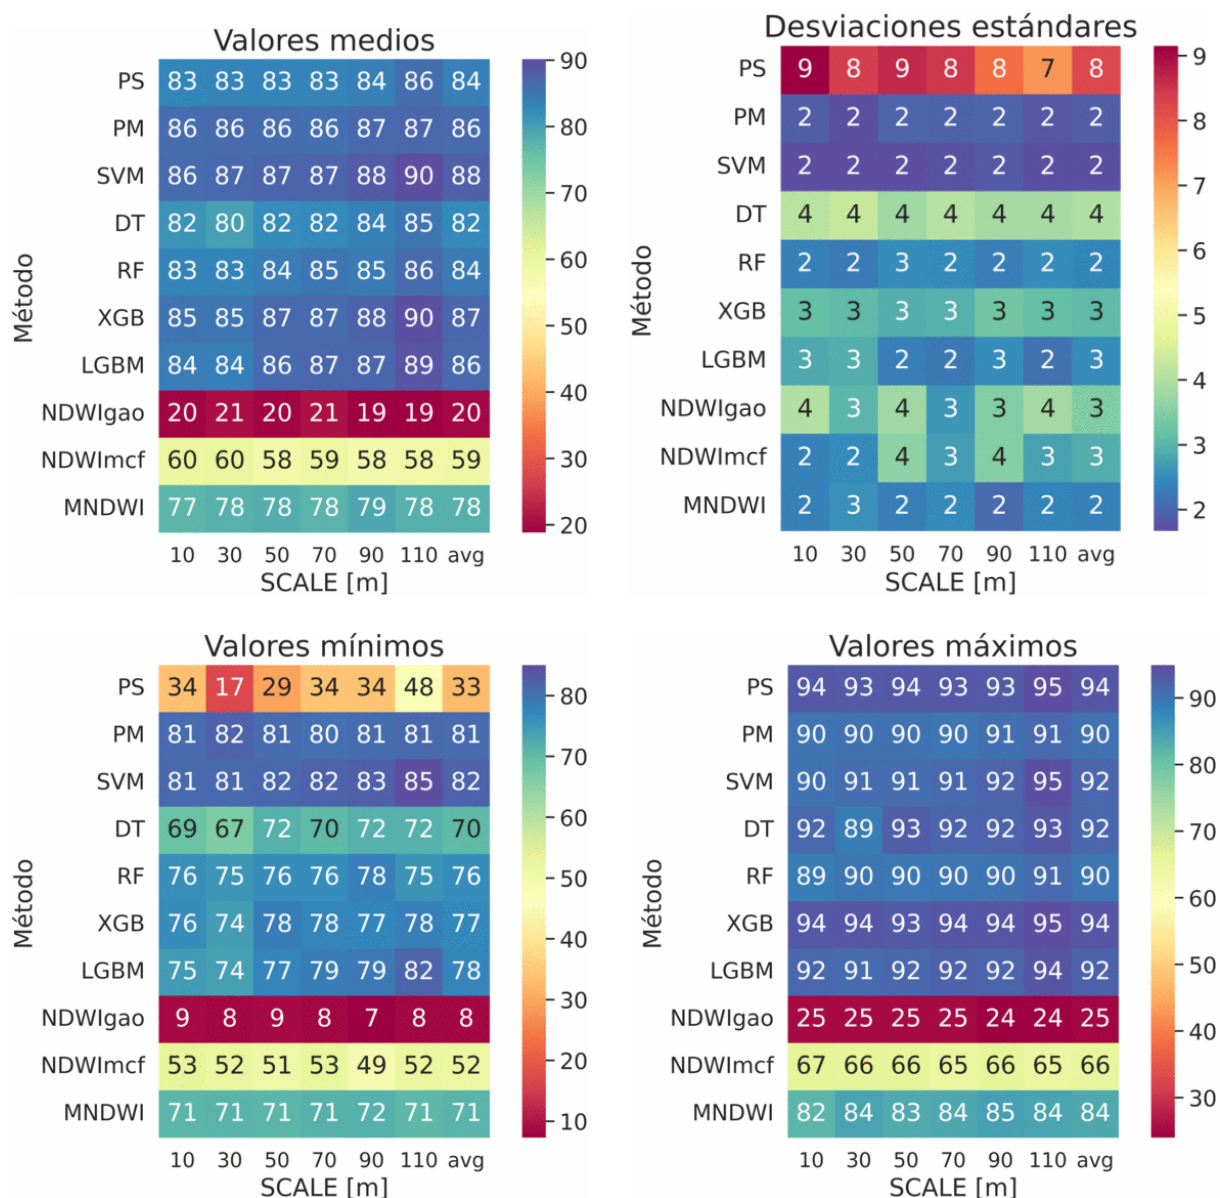 Valores medios
PS 83 83 83 83 84 86 84
PM 86 86 86 86 87 87 86
SVM 86 87 87 87 88 90 88
DT 82 80 82 82 84 85 82
RF 83 83 84 85 85 86 84
XGB 85 85 87 87 88 90 87
LGBM 84 84 86 87 87 89 86
NDWIgao 20 21 20 21 19 19 20
NDWImcf 60 60 58 59 58 58 59
MNDWI 77 78 78 78 79 78 78
10 30 50 70 90 110 avg
SCALE [m]
Método
90
80
70
60
50
40
30
20
Desviaciones estándares
PS 9 8 9 8 8 7 8
PM 2 2 2 2 2 2 2
SVM 2 2 2 2 2 2 2
DT 4 4 4 4 4 4 4
RF 2 2 3 2 2 2 2
XGB 3 3 3 3 3 3 3
LGBM 3 3 2 2 3 2 3
NDWIgao 4 3 4 3 3 4 3
NDWImcf 2 2 4 3 4 3 3
MNDWI 2 3 2 2 2 2 2
10 30 50 70 90 110 avg
SCALE [m]
Método
9
8
7
6
5
4
3
2
Valores mínimos
PS 34 17 29 34 34 48 33
PM 81 82 81 80 81 81 81
SVM 81 81 82 82 83 85 82
DT 69 67 72 70 72 72 70
RF 76 75 76 76 78 75 76
XGB 76 74 78 78 77 78 77
LGBM 75 74 77 79 79 82 78
NDWIgao 9 8 9 8 7 8 8
NDWImcf 53 52 51 53 49 52 52
MNDWI 71 71 71 71 72 71 71
10 30 50 70 90 110 avg
SCALE [m]
Método
80
70
60
50
40
30
20
10
Valores máximos
PS 94 93 94 93 93 95 94
PM 90 90 90 90 91 91 90
SVM 90 91 91 91 92 95 92
DT 92 89 93 92 92 93 92
RF 89 90 90 90 90 91 90
XGB 94 94 93 94 94 95 94
LGBM 92 91 92 92 92 94 92
NDWIgao 25 25 25 25 24 24 25
NDWImcf 67 66 66 65 66 65 66
MNDWI 82 84 83 84 85 84 84
10 30 50 70 90 110 avg
SCALE [m]
Método
90
80
70
60
50
40
30